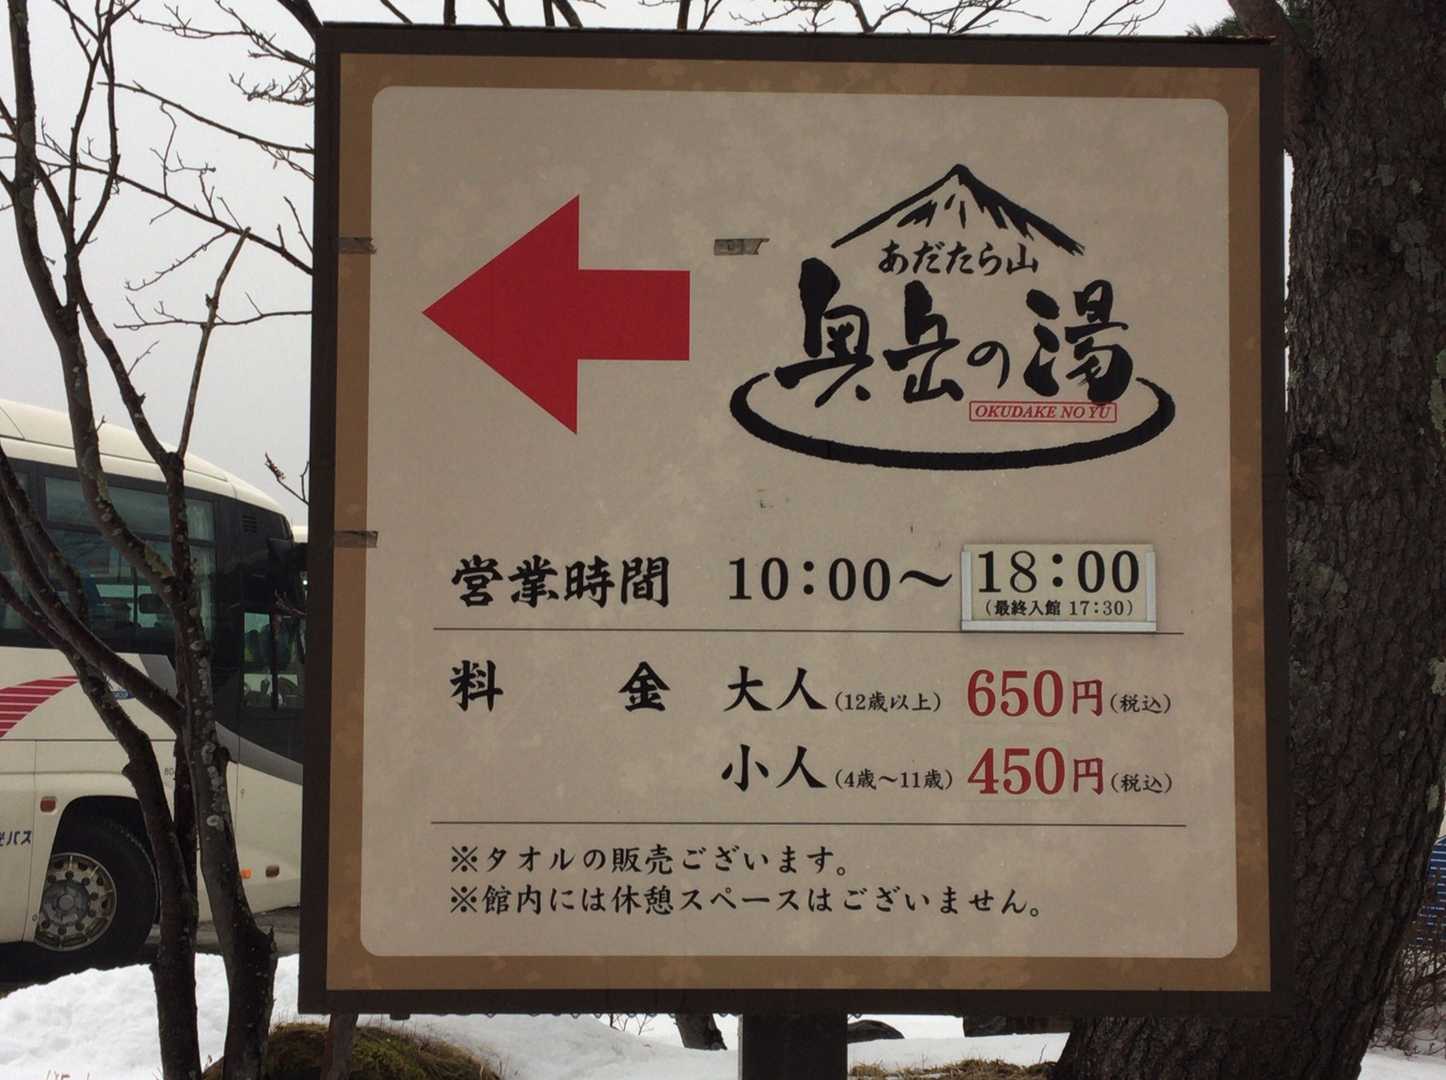 あだたら山
奥岳の湯
OKUDAKE NO YU
営業時間 10：00〜18：00
（最終入館 17:30）
料金 大人（12歳以上） 650円（税込）
小人（4歳〜11歳） 450円（税込）
※タオルの販売ございます。
※館内には休憩スペースはございません。
バス